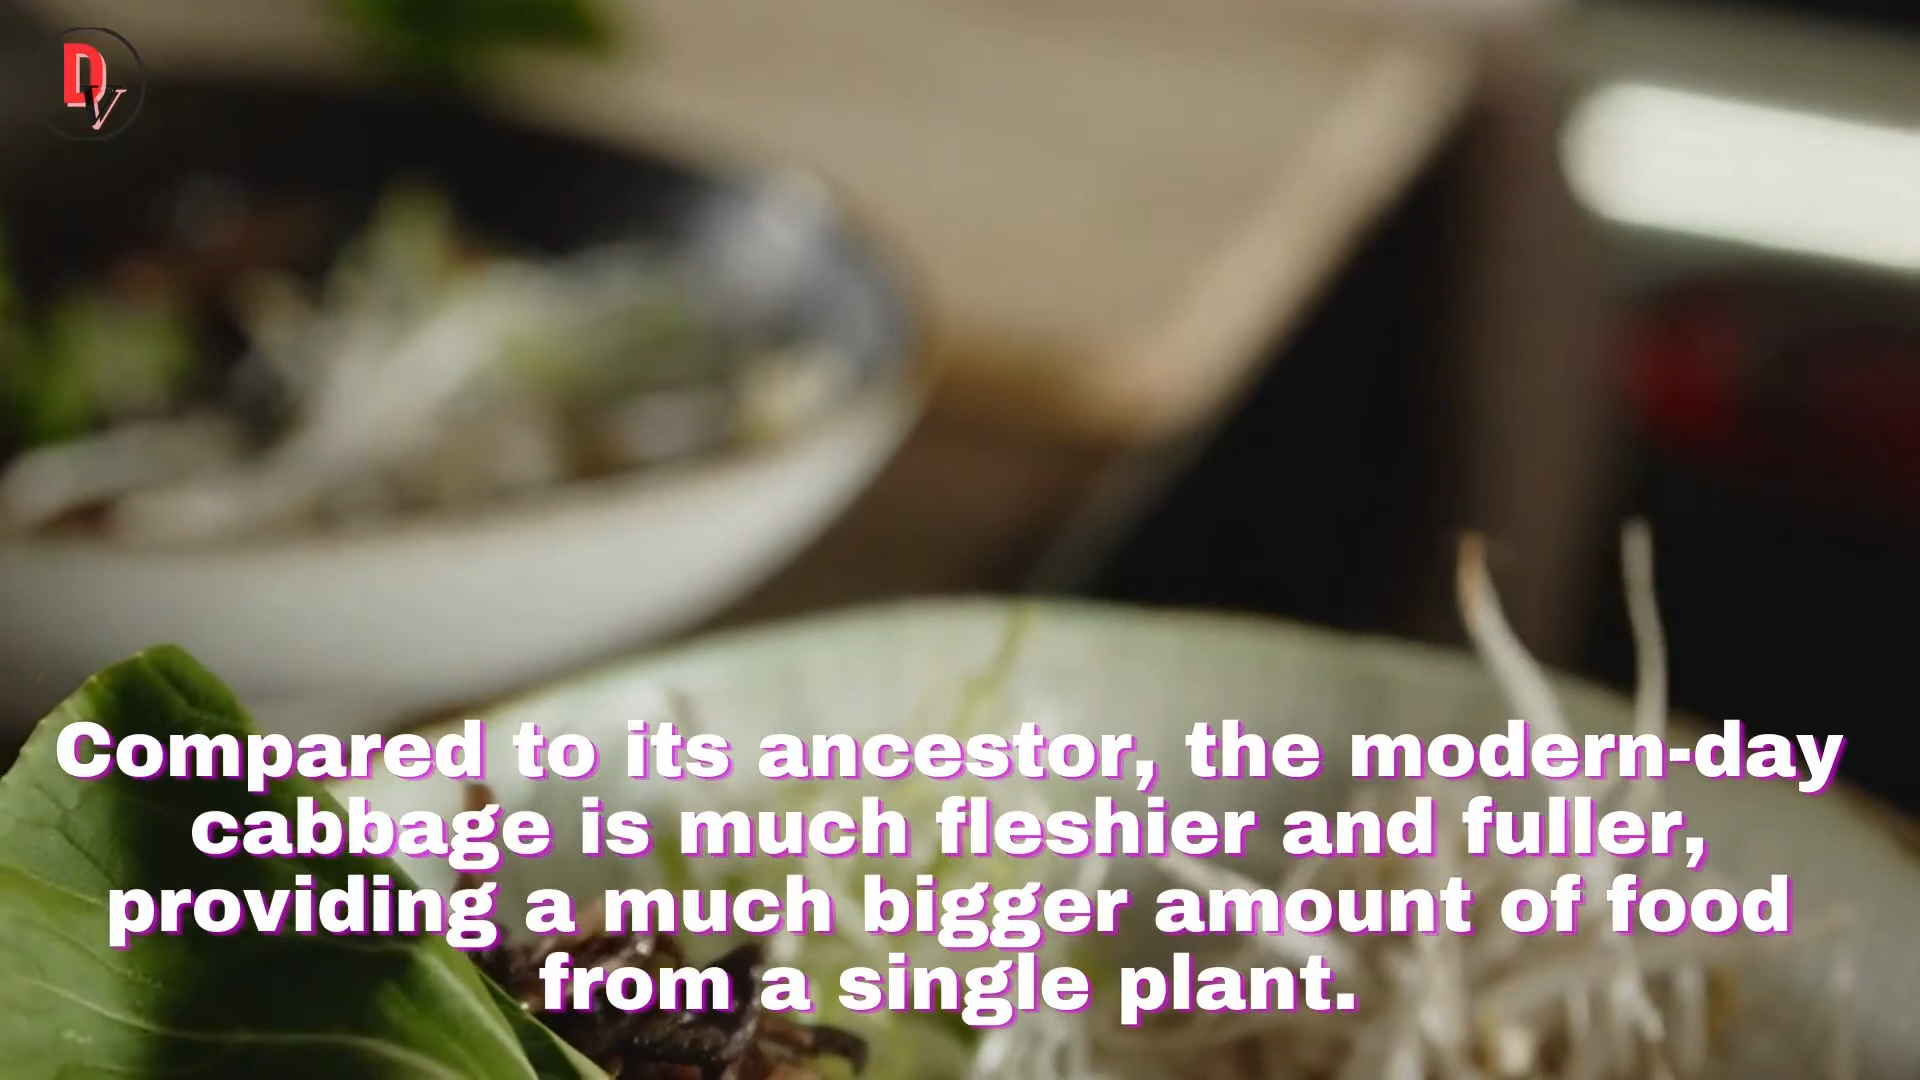 DV
Compared to its ancestor, the modern-day
cabbage is much fleshier and fuller,
providing a much bigger amount of food
from a single plant.